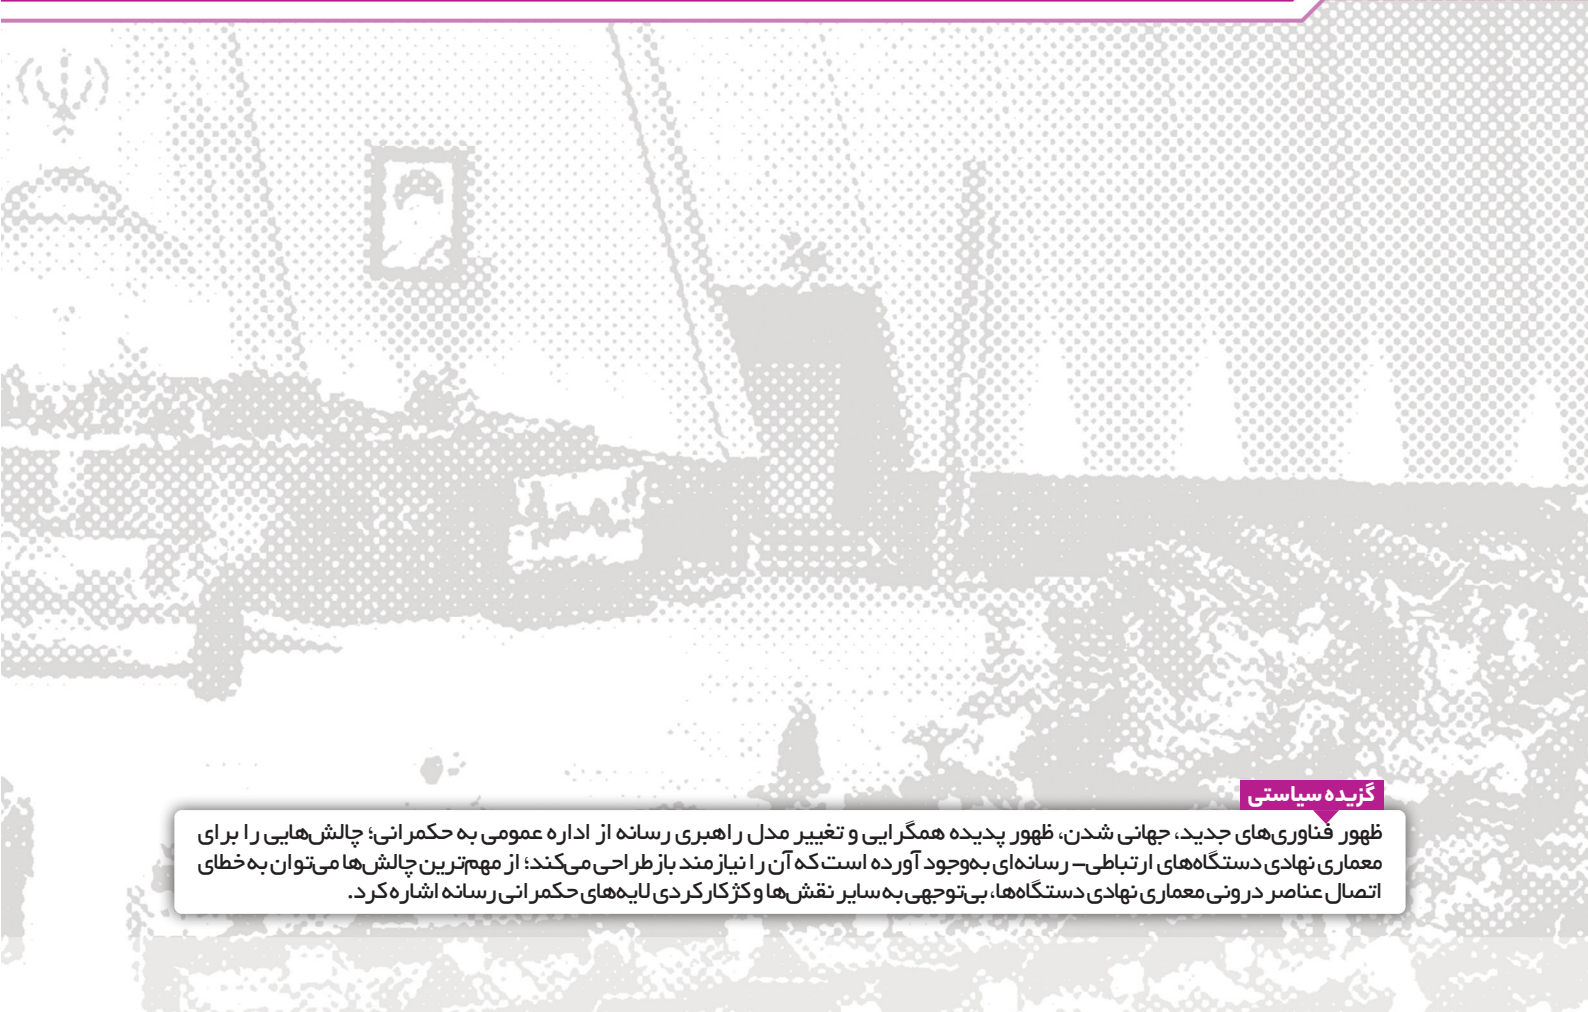 گزیده سیاستی
ظهور فناوری‌های جدید، جهانی شدن، ظهور پدیده همگرایی و تغییر مدل راهبری رسانه از اداره عمومی به حکمرانی؛ چالش‌هایی را برای
معماری نهادی دستگاه‌های ارتباطی– رسانه‌ای به‌وجود آورده است که آن را نیازمند بازطراحی می‌کند؛ از مهم‌ترین چالش‌ها می‌توان به خطای
اتصال عناصر درونی معماری نهادی دستگاه‌ها، بی‌توجهی به سایر نقش‌ها و کژکارکردی لایه‌های حکمرانی رسانه اشاره کرد.